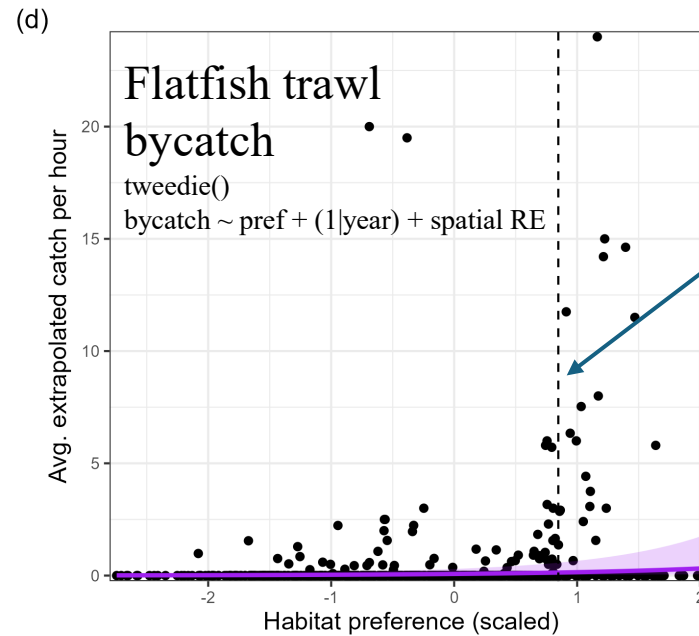 (d)
Flatfish trawl
bycatch
tweedie()
bycatch ~ pref + (1|year) + spatial RE
Avg. extrapolated catch per hour
20
15
10
5
0
-2
-1
0
1
2
Habitat preference (scaled)